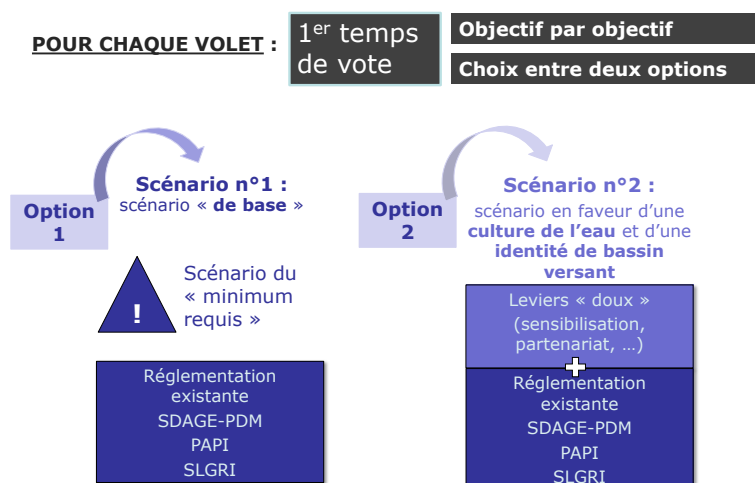 POUR CHAQUE VOLET :
1er temps
de vote
Objectif par objectif
Choix entre deux options
Option
1
Scénario n°1 :
scénario « de base »
!
Scénario du
« minimum
requis »
Réglementation
existante
SDAGE-PDM
PAPI
SLGRI
Option
2
Scénario n°2 :
scénario en faveur d’une
culture de l’eau et d’une
identité de bassin
versant
Leviers « doux »
(sensibilisation,
partenariat, …)
Réglementation
existante
SDAGE-PDM
PAPI
SLGRI